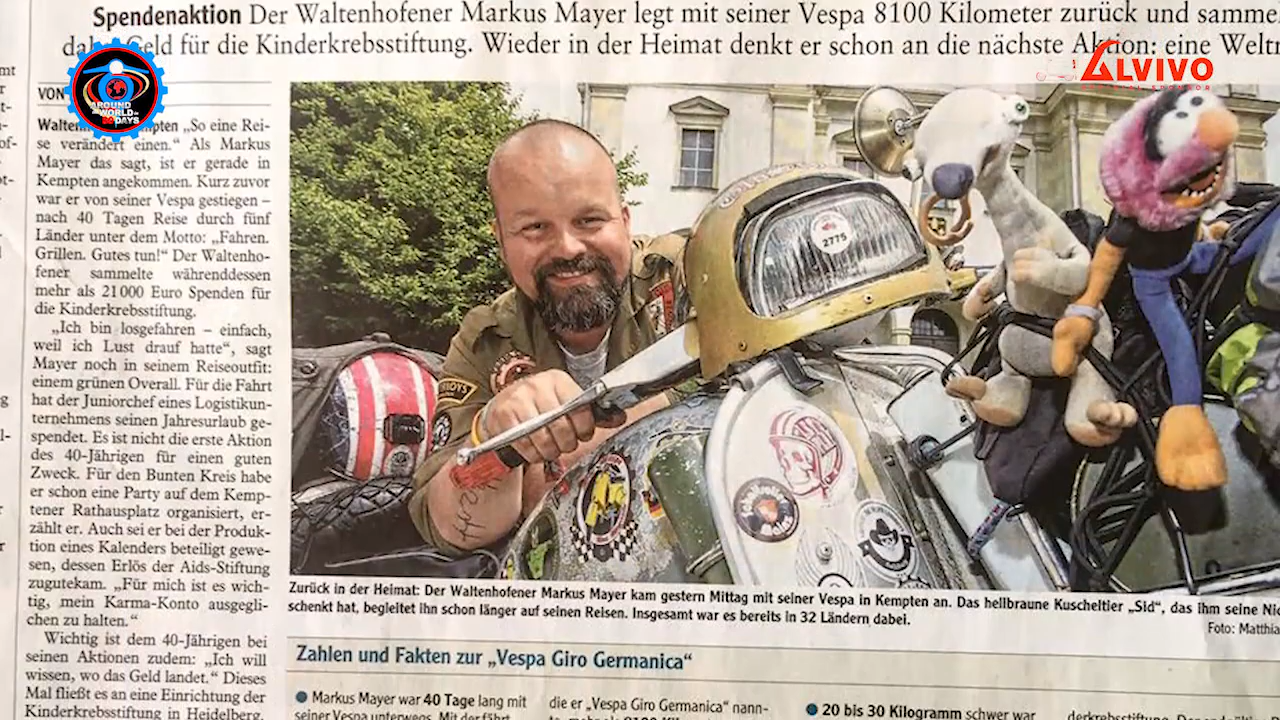 Spendenaktion Der Waltenhofener Markus Mayer legt mit seiner Vespa 8100 Kilometer zurück und
Geld für die Kinderkrebsstiftung. Wieder in der Heimat denkt er schon an die nächste Aktion: eine
AROUND
WORLD
DAYS
ALVIVO
OFFICIAL SPONSOR
VON
„So eine Rei-
se verändert einen.“ Als Markus
Mayer das sagt, ist er gerade in
Kempten angekommen. Kurz zuvor
war er von seiner Vespa gestiegen –
nach 40 Tagen Reise durch fünf
Länder unter dem Motto: „Fahren.
Grillen. Gutes tun!“ Der Waltenho-
fener sammelte währenddessen
mehr als 21 000 Euro Spenden für
die Kinderkrebsstiftung.
„Ich bin losgefahren – einfach,
weil ich Lust drauf hatte“, sagt
Mayer noch in seinem Reiseoutfit:
einem grünen Overall. Für die Fahrt
hat der Juniorchef eines Logistikun-
ternehmens seinen Jahresurlaub ge-
spendet. Es ist nicht die erste Aktion
des 40-Jährigen für einen guten
Zweck. Für den Bunten Kreis habe
er schon eine Party auf dem Kemp-
tener Rathausplatz organisiert, er-
zählt er. Auch sei er bei der Produk-
tion eines Kalenders beteiligt gewe-
sen, dessen Erlös der Aids-Stiftung
zugutekam. „Für mich ist es wich-
tig, mein Karma-Konto ausgegli-
chen zu halten.“
Wichtig ist dem 40-Jährigen bei
seinen Aktionen zudem: „Ich will
wissen, wo das Geld landet.“ Dieses
Mal fließt es an eine Einrichtung der
Kinderkrebsstiftung in Heidelberg.
2775
Zurück in der Heimat: Der Waltenhofener Markus Mayer kam gestern Mittag mit seiner Vespa in Kempten an. Das hellbraune Kuscheltier „Sid“, das ihm seine
schenkt hat, begleitet ihn schon länger auf seinen Reisen. Insgesamt war es bereits in 32 Ländern dabei.
Foto:
Zahlen und Fakten zur „Vespa Giro Germanica“
● Markus Mayer war 40 Tage lang mit
seiner Vespa unterwegs. Mit der
die er „Vespa Giro Germanica“ nann-
● 20 bis 30 Kilogramm schwer war